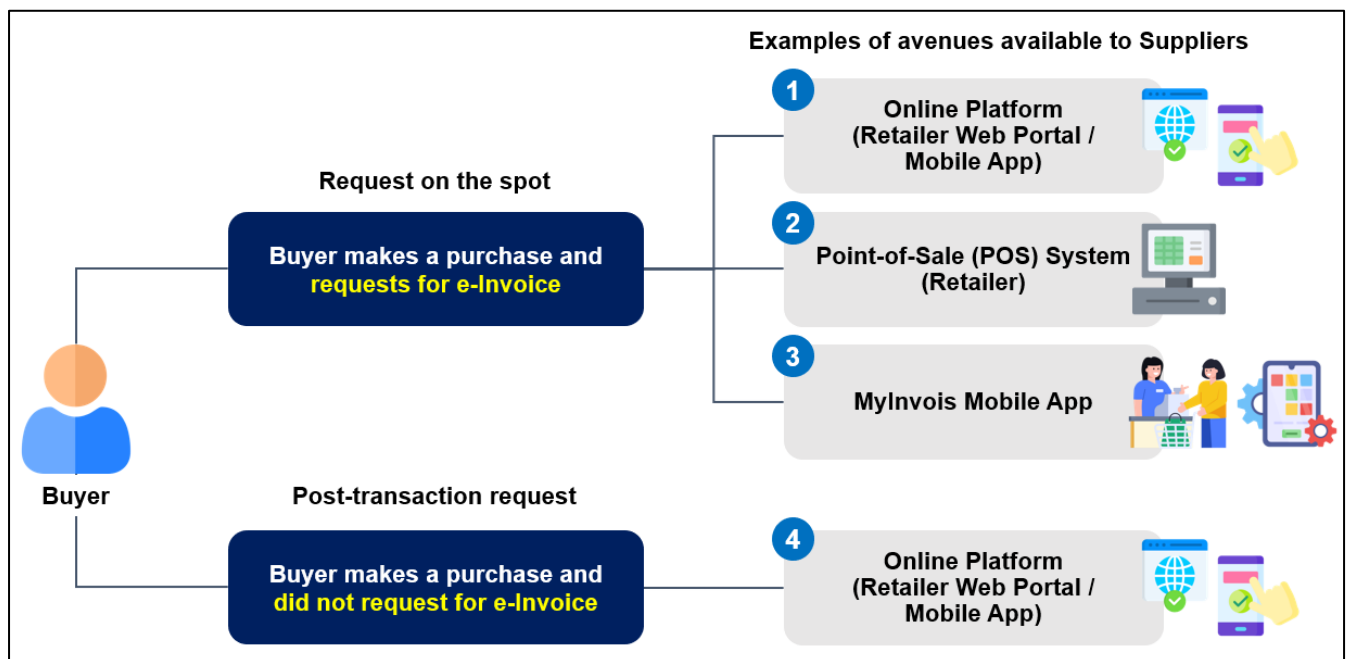 Examples of avenues available to Suppliers
1
Online Platform
(Retailer Web Portal /
Mobile App)
Request on the spot
2
Buyer makes a purchase and
requests for e-Invoice
Point-of-Sale (POS) System
(Retailer)
3
MyInvois Mobile App
Buyer
Post-transaction request
4
Buyer makes a purchase and
did not request for e-Invoice
Online Platform
(Retailer Web Portal /
Mobile App)